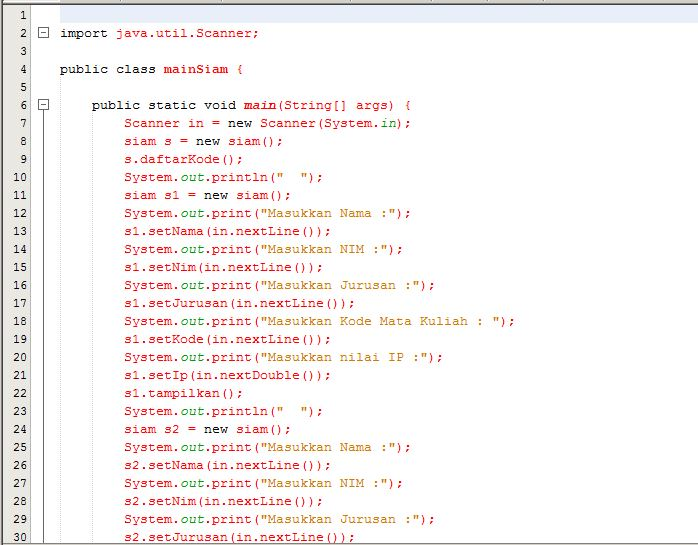 1
2 import java.util.Scanner;
3
4 public class mainSiam {
5
6 public static void main(String[] args) {
7 Scanner in = new Scanner(System.in);
8 siam s = new siam();
9 s.daftarKode();
10 System.out.println("  ");
11 siam s1 = new siam();
12 System.out.print("Masukkan Nama :");
13 s1.setNama(in.nextLine());
14 System.out.print("Masukkan NIM :");
15 s1.setNim(in.nextLine());
16 System.out.print("Masukkan Jurusan :");
17 s1.setJurusan(in.nextLine());
18 System.out.print("Masukkan Kode Mata Kuliah : ");
19 s1.setKode(in.nextLine());
20 System.out.print("Masukkan nilai IP :");
21 s1.setIp(in.nextDouble());
22 s1.tampilkan();
23 System.out.println("  ");
24 siam s2 = new siam();
25 System.out.print("Masukkan Nama :");
26 s2.setNama(in.nextLine());
27 System.out.print("Masukkan NIM :");
28 s2.setNim(in.nextLine());
29 System.out.print("Masukkan Jurusan :");
30 s2.setJurusan(in.nextLine());